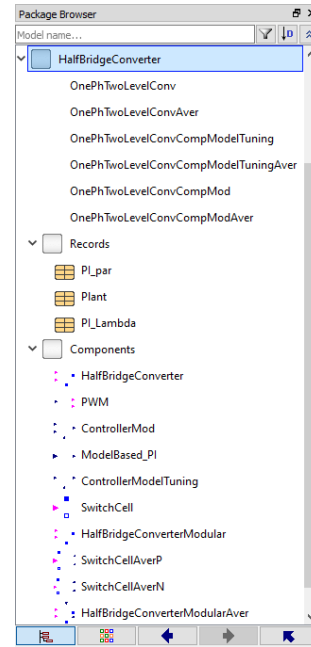 Package Browser
Model name...
HalfBridgeConverter
OnePhTwoLevelConv
OnePhTwoLevelConvAver
OnePhTwoLevelConvCompModelTuning
OnePhTwoLevelConvCompModelTuningAver
OnePhTwoLevelConvCompMod
OnePhTwoLevelConvCompModAver
Records
PI_par
Plant
PI_Lambda
Components
HalfBridgeConverter
PWM
ControllerMod
ModelBased_PI
ControllerModelTuning
SwitchCell
HalfBridgeConverterModular
SwitchCellAverP
SwitchCellAverN
HalfBridgeConverterModularAver